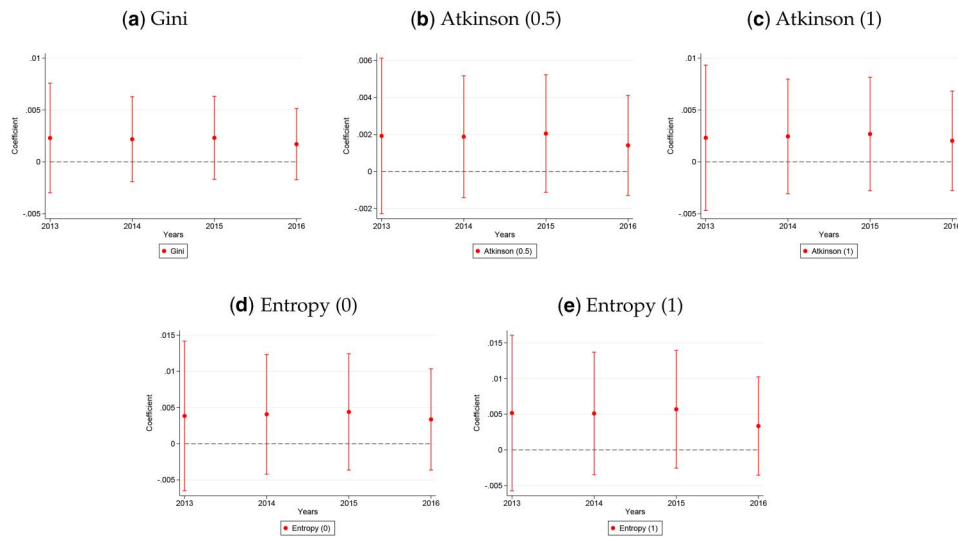 (a) Gini
.01
.005
0
-.005
Coefficient
2013 2014 2015 2016
Years
Gini
(b) Atkinson (0.5)
.006
.004
.002
0
-.002
Coefficient
2013 2014 2015 2016
Years
Atkinson (0.5)
(c) Atkinson (1)
.01
.005
0
-.005
Coefficient
2013 2014 2015 2016
Years
Atkinson (1)
(d) Entropy (0)
.015
.01
.005
0
-.005
Coefficient
2013 2014 2015 2016
Years
Entropy (0)
(e) Entropy (1)
.015
.01
.005
0
-.005
Coefficient
2013 2014 2015 2016
Years
Entropy (1)